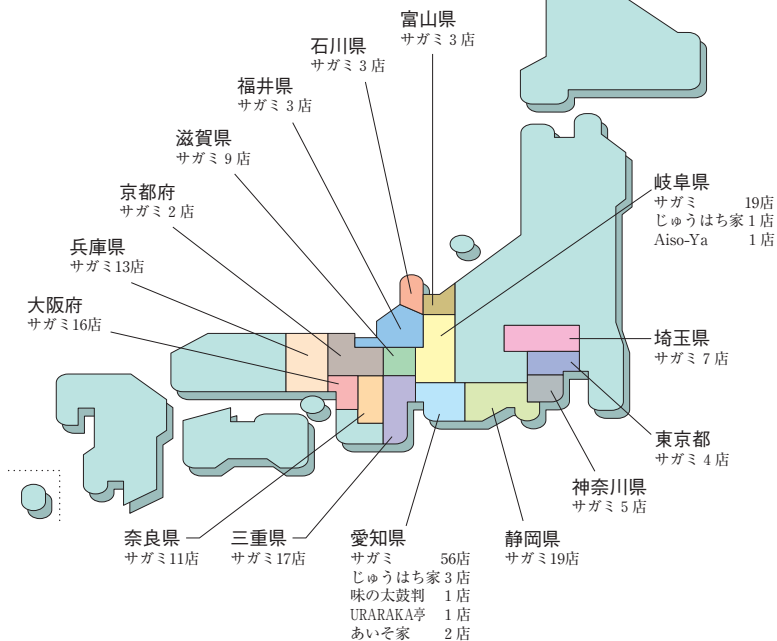 富山県
サガミ 3 店
石川県
サガミ 3 店
福井県
サガミ 3 店
滋賀県
サガミ 9 店
京都府
サガミ 2 店
兵庫県
サガミ13店
大阪府
サガミ16店
岐阜県
サガミ 19店
じゅうはち家 1 店
Aiso-Ya 1 店
埼玉県
サガミ 7 店
東京都
サガミ 4 店
神奈川県
サガミ 5 店
静岡県
サガミ19店
愛知県
サガミ 56店
じゅうはち家 3 店
味の太鼓判 1 店
URARAKA亭 1 店
あいそ家 2 店
三重県
サガミ17店
奈良県
サガミ11店